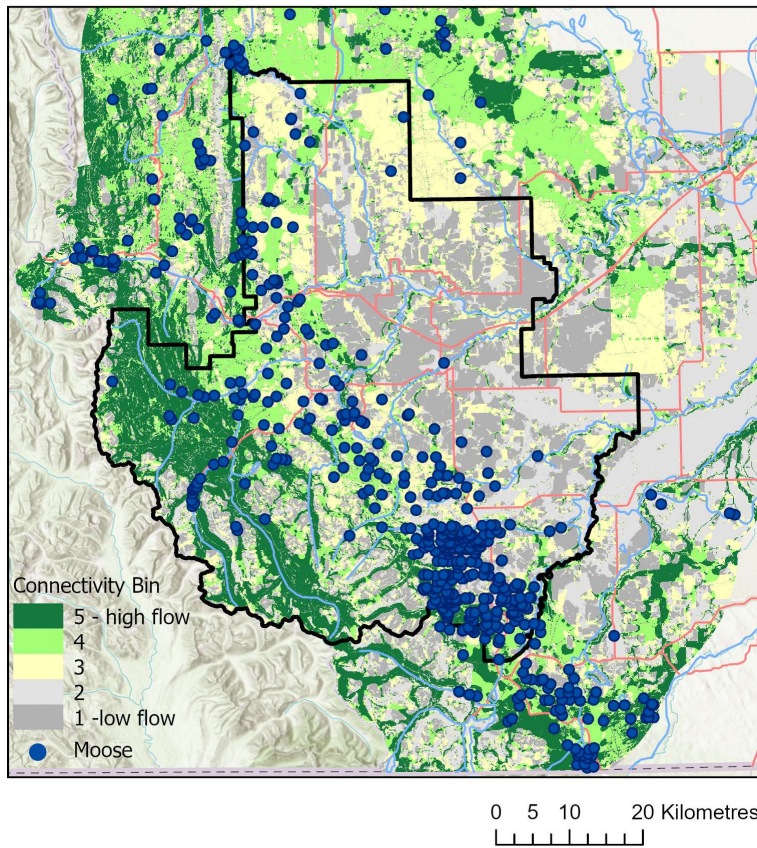 Connectivity Bin
5 - high flow
4
3
2
1 -low flow
Moose
0 5 10 20 Kilometres